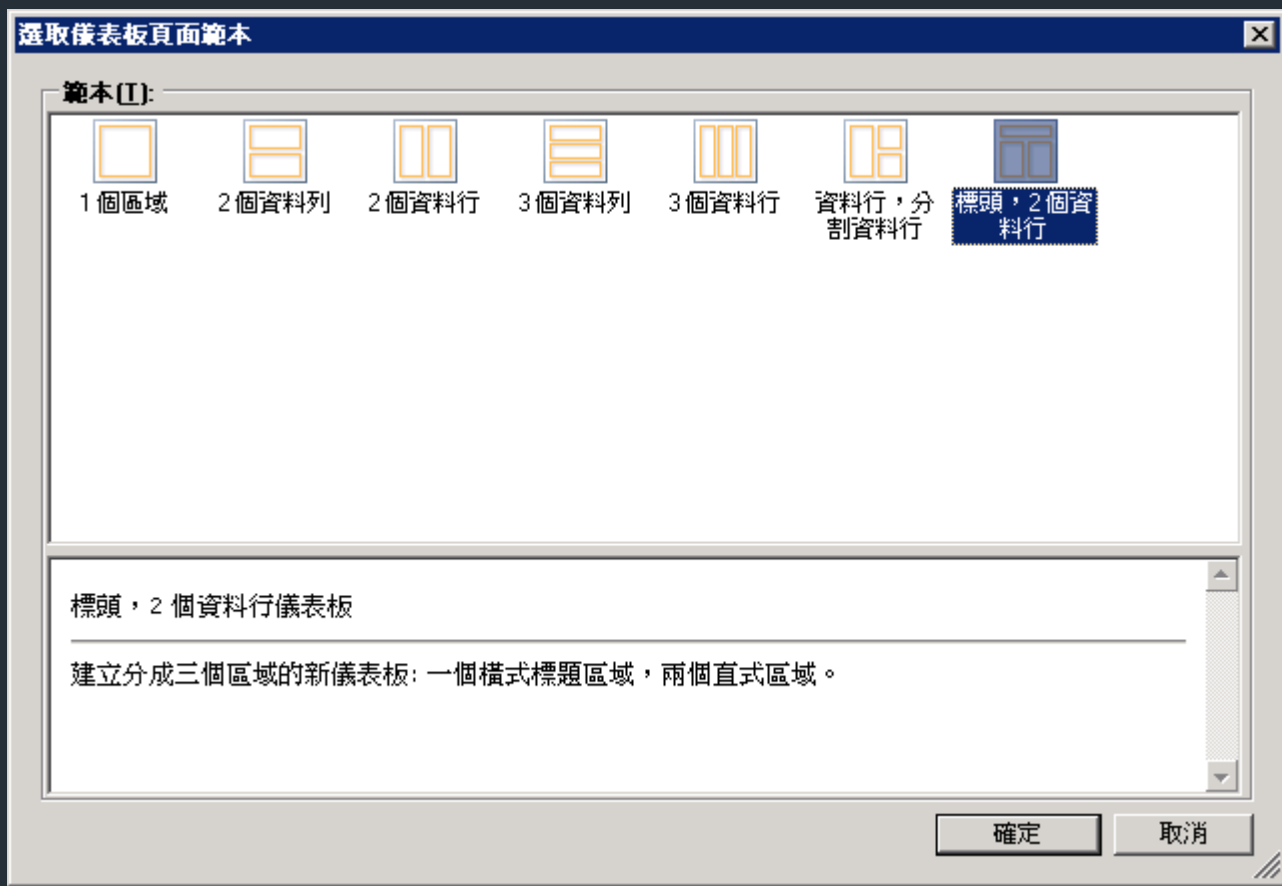 選取儀表板頁面範本
範本(T):
1 個區域
2 個資料列
2 個資料行
3 個資料列
3 個資料行
資料行，分
割資料行
標頭，2 個資
料行
標頭，2 個資料行儀表板
建立分成三個區域的新儀表板: 一個橫式標題區域，兩個直式區域。
確定
取消